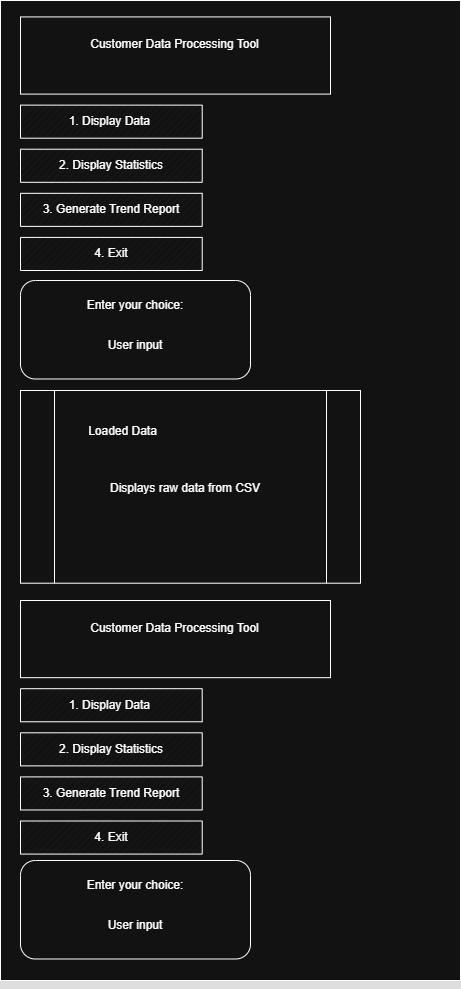 Customer Data Processing Tool
1. Display Data
2. Display Statistics
3. Generate Trend Report
4. Exit
Enter your choice:
User input
Loaded Data
Displays raw data from CSV
Customer Data Processing Tool
1. Display Data
2. Display Statistics
3. Generate Trend Report
4. Exit
Enter your choice:
User input